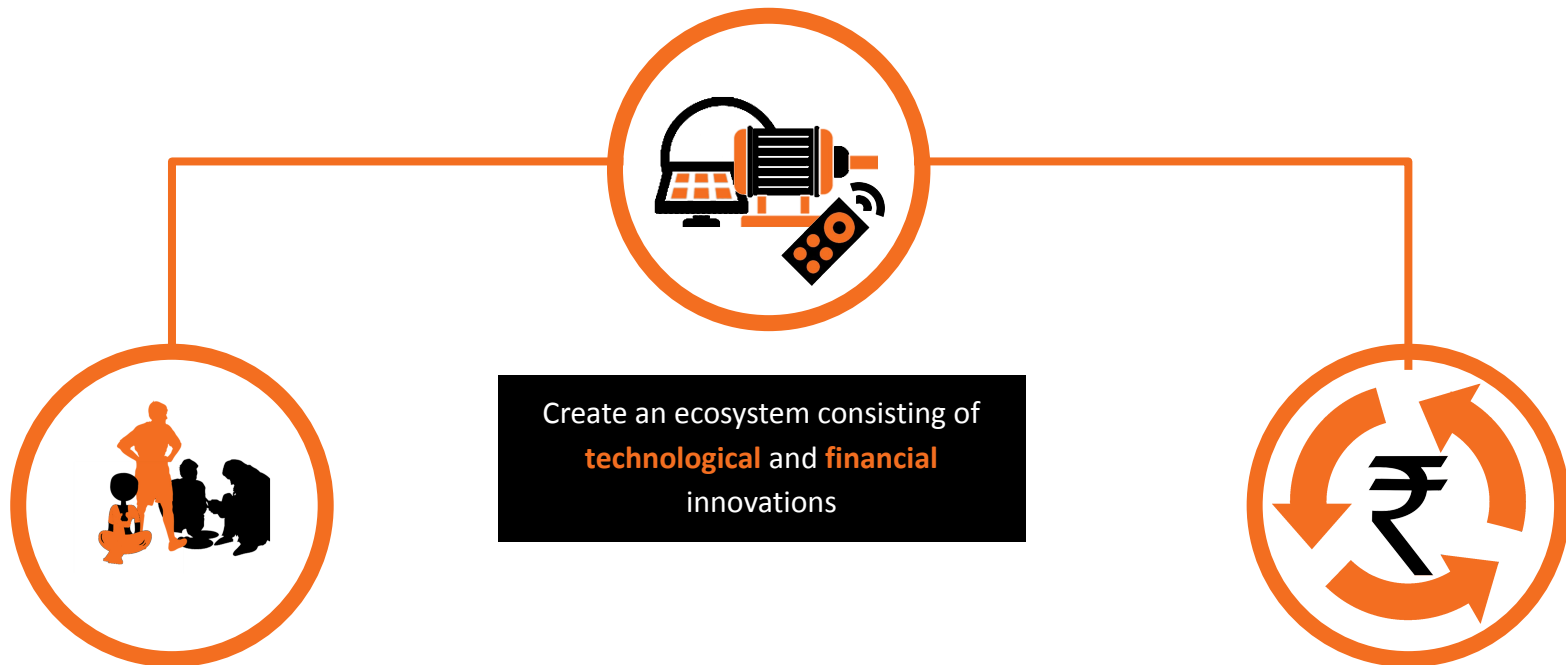 Create an ecosystem consisting of
technological and financial
innovations
₹